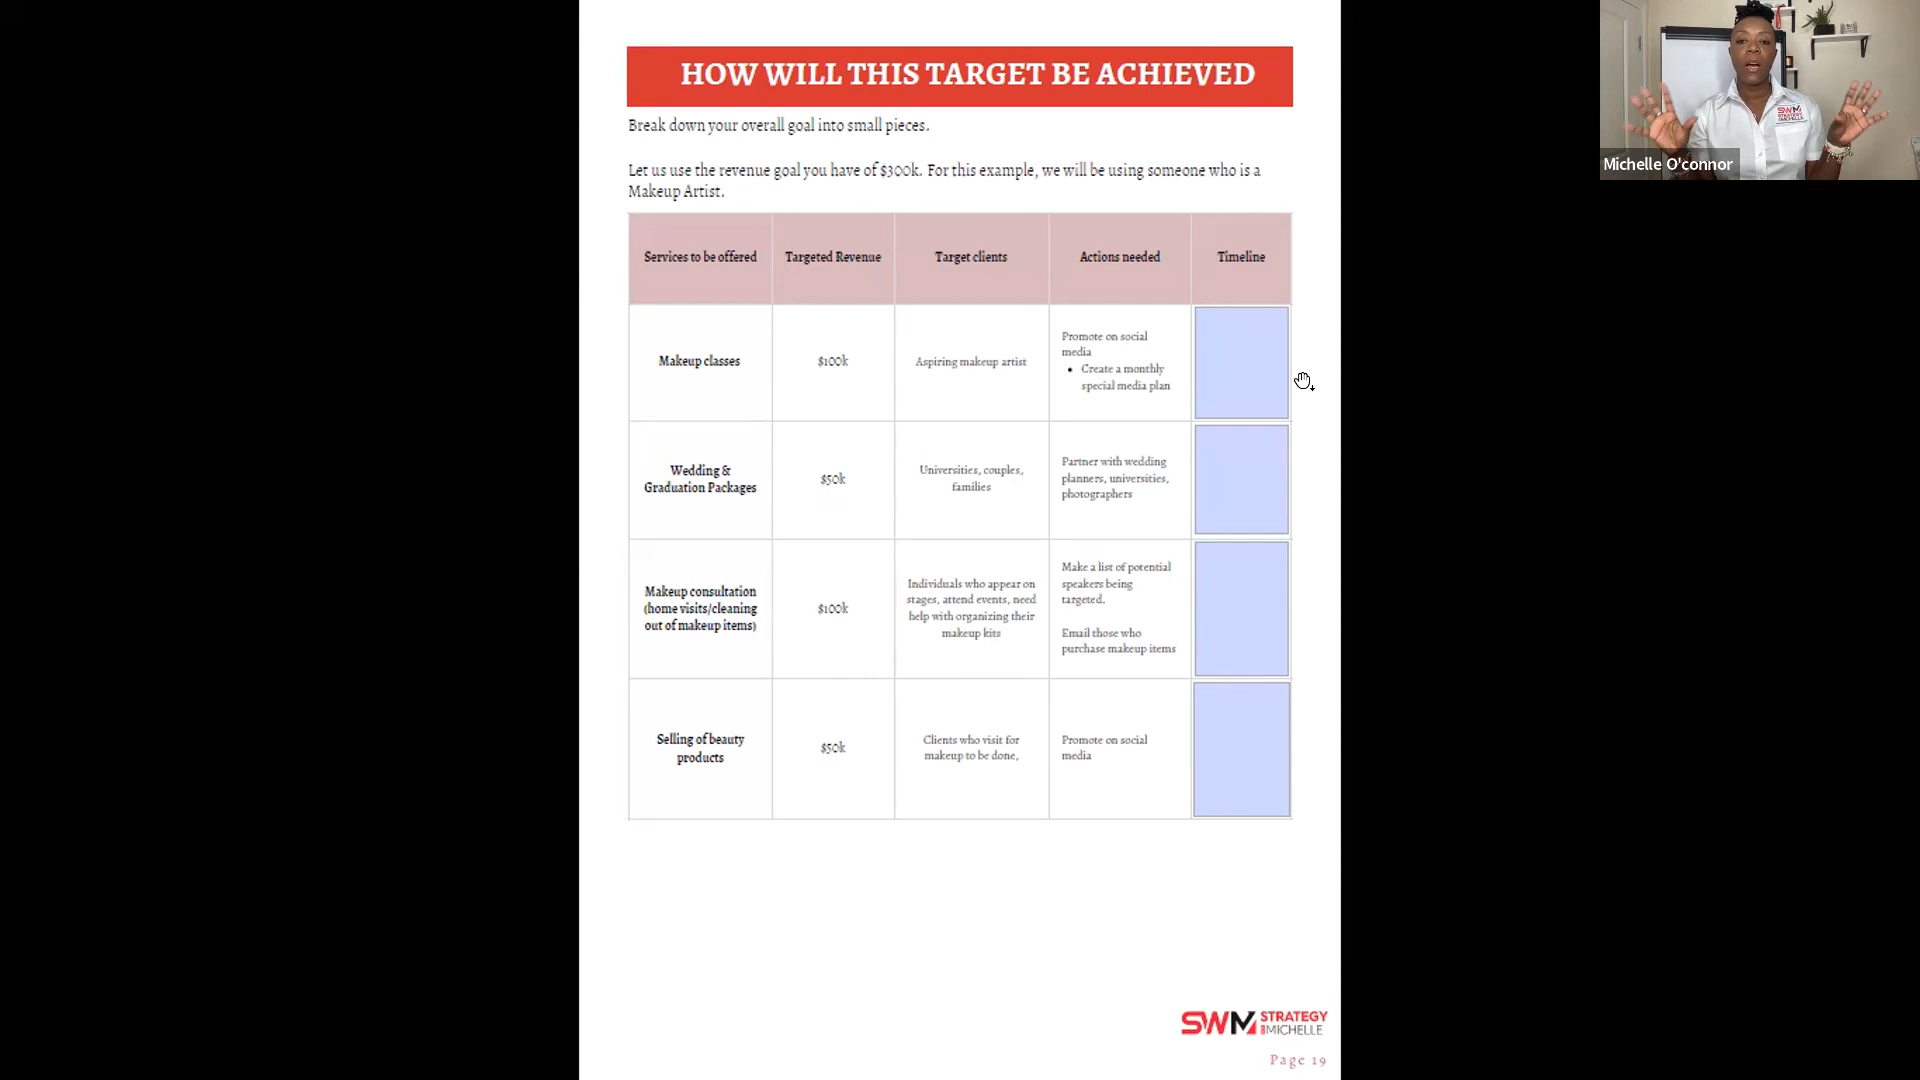 HOW WILL THIS TARGET BE ACHIEVED
Break down your overall goal into small pieces.
Let us use the revenue goal you have of $300k. For this example, we will be using someone who is a
Makeup Artist.
Services to be offered
Targeted Revenue
Target clients
Actions needed
Timeline
Makeup classes
$100k
Aspiring makeup artist
Promote on social
media
• Create a monthly
special media plan
Wedding &
Graduation Packages
$50k
Universities, couples,
families
Partner with wedding
planners, universities,
photographers
Makeup consultation
(home visits/cleaning
out of makeup items)
$100k
Individuals who appear on
stages, attend events, need
help with organizing their
makeup kits
Make a list of potential
speakers being
targeted.
Email those who
purchase makeup items
Selling of beauty
products
$50k
Clients who visit for
makeup to be done,
Promote on social
media
SWM STRATEGY
MICHELLE
Page 19
SWM
STRATEGY
MICHELLE
Michelle O'connor